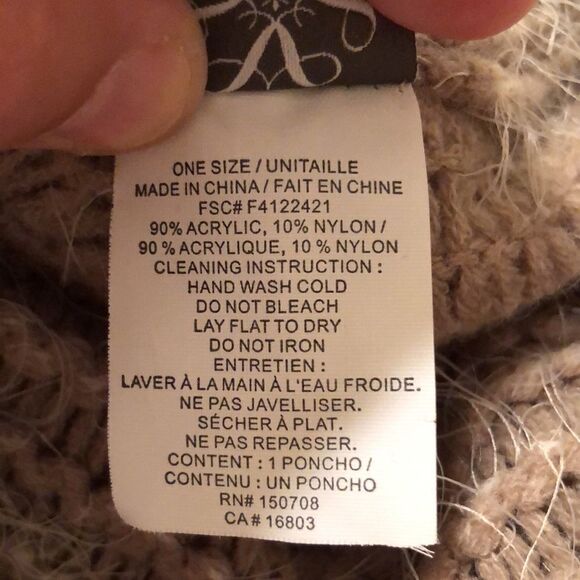 ONE SIZE / UNITAILLE
MADE IN CHINA / FAIT EN CHINE
FSC# F4122421
90% ACRYLIC, 10% NYLON /
90 % ACRYLIQUE, 10 % NYLON
CLEANING INSTRUCTION :
HAND WASH COLD
DO NOT BLEACH
LAY FLAT TO DRY
DO NOT IRON
ENTRETIEN :
LAVER À LA MAIN À L'EAU FROIDE.
NE PAS JAVELLISER.
SÉCHER À PLAT.
NE PAS REPASSER.
CONTENT : 1 PONCHO /
CONTENU : UN PONCHO
RN# 150708
CA # 16803